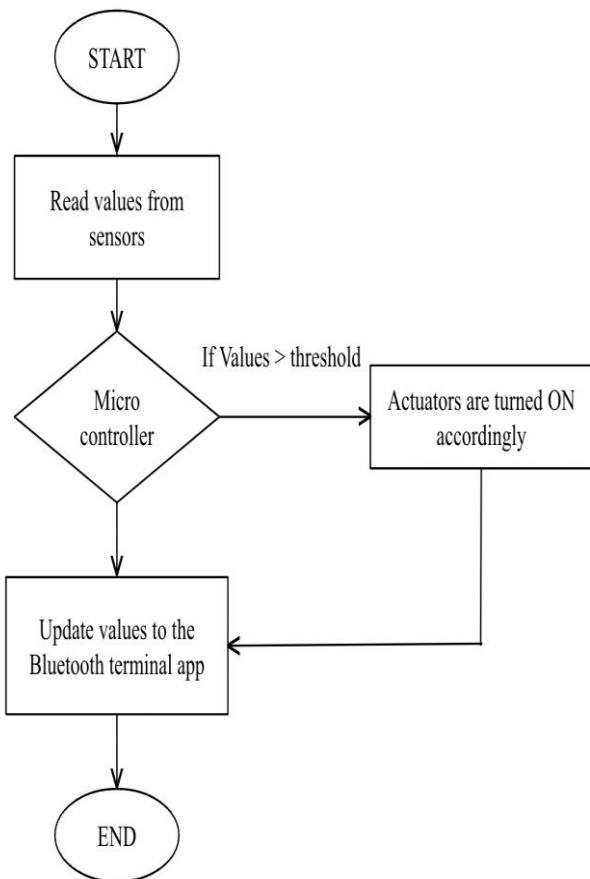 START
Read values from
sensors
If Values > threshold
Micro
controller
Actuators are turned ON
accordingly
Update values to the
Bluetooth terminal app
END